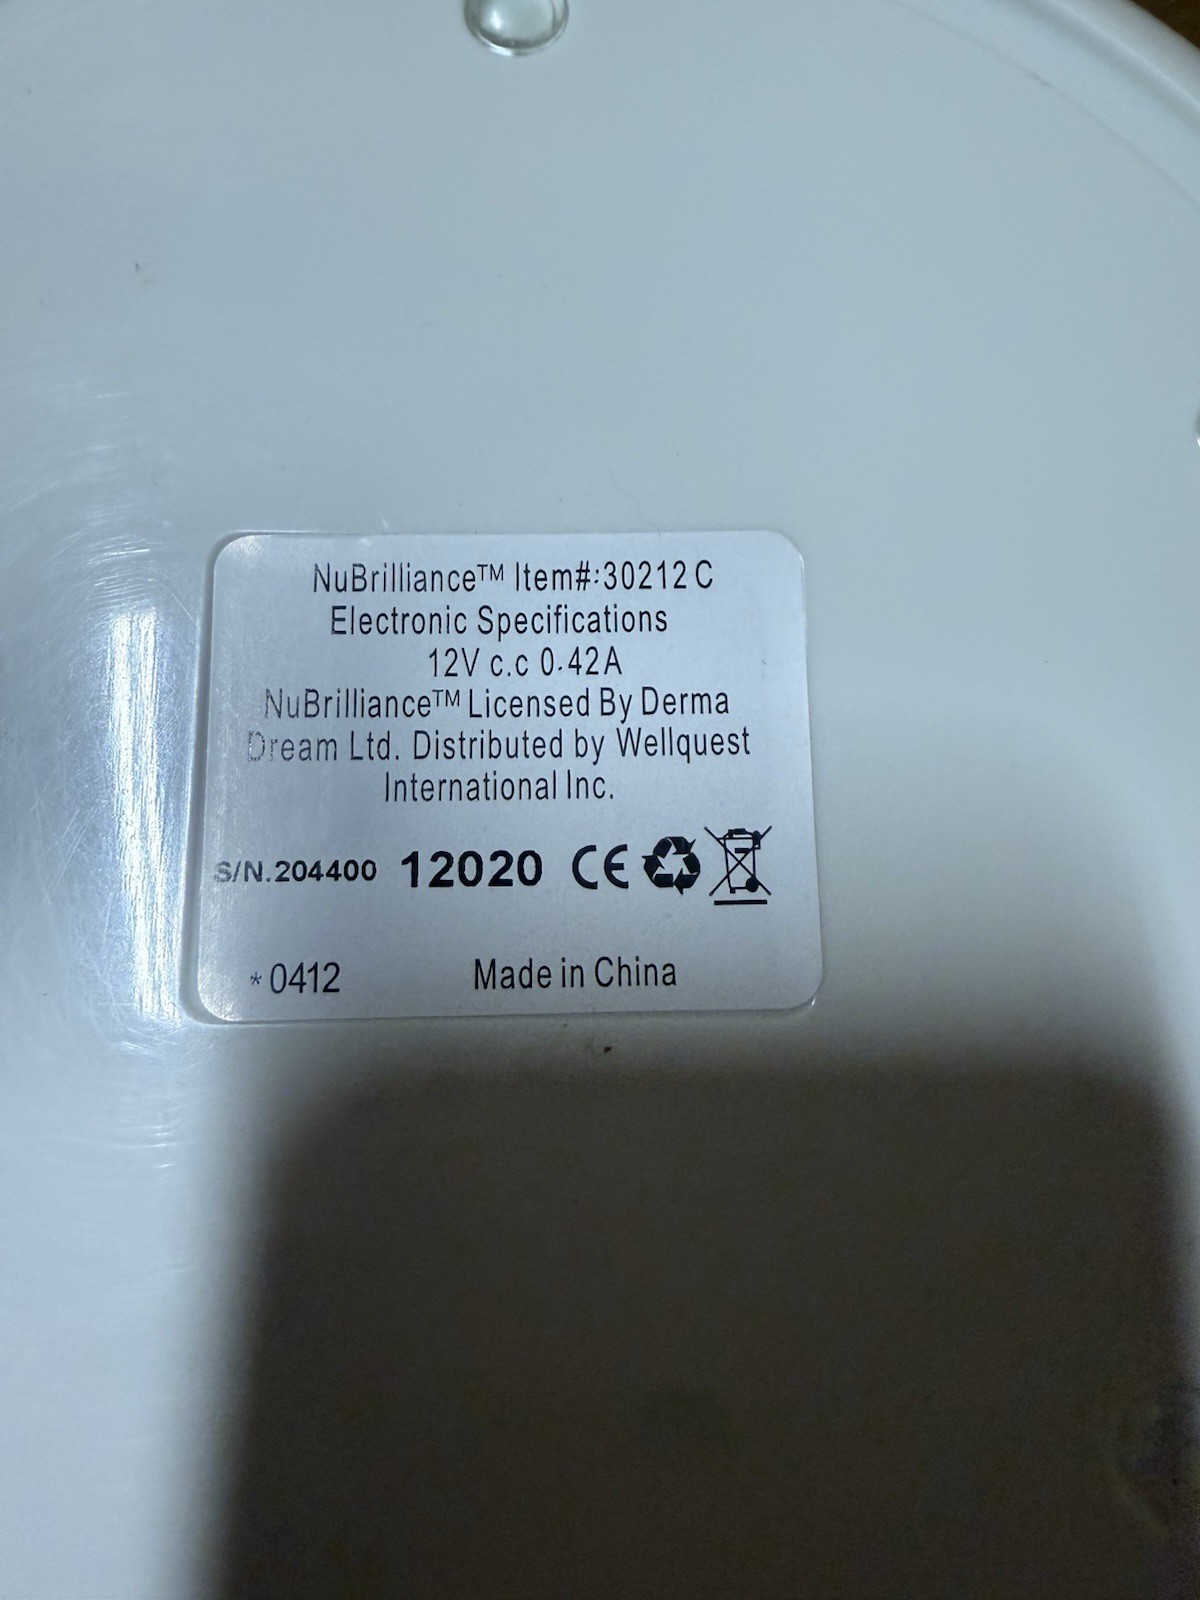 NuBrilliance™ Item#:30212 C
Electronic Specifications
12V c.c 0.42A
NuBrilliance™ Licensed By Derma
Dream Ltd. Distributed by Wellquest
International Inc.
S/N.204400 12020 CE
*0412 Made in China